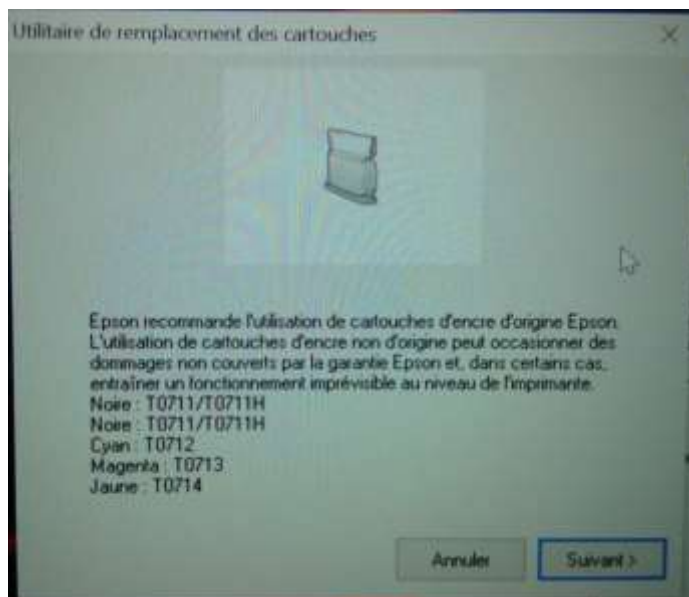 Utilitaire de remplacement des cartouches
Epson recommande l'utilisation de cartouches d'encre d'origine Epson.
L'utilisation de cartouches d'encre non d'origine peut occasionner des
dommages non couverts par la garantie Epson et, dans certains cas,
entraîner un fonctionnement imprévisible au niveau de l'imprimante.
Noire : T0711/T0711H
Noire : T0711/T0711H
Cyan : T0712
Magenta : T0713
Jaune : T0714
Annuler
Suivant >